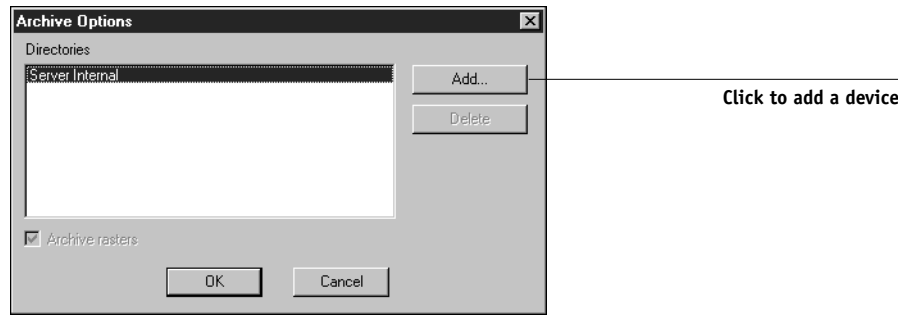 Archive Options
Directories
Server Internal
Add...
Click to add a device
Delete
Archive rasters
OK
Cancel